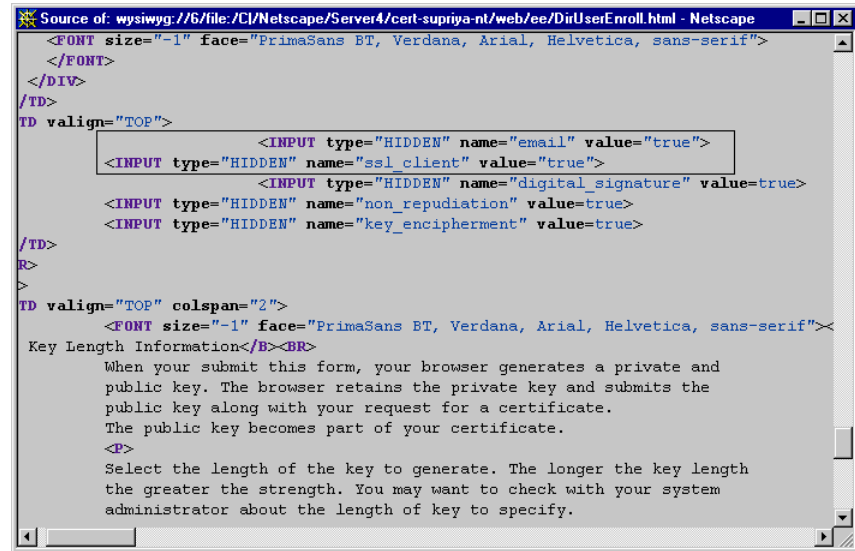 Source of: wysiwyg://6/file:/C|/Netscape/Server4/cert-supriya-nt/web/ee/DirUserEnroll.html - Netscape
<FONT size="-1" face="PrimaSans BT, Verdana, Arial, Helvetica, sans-serif">
</FONT>
</DIV>
/TD>
TD valign="TOP">
<INPUT type="HIDDEN" name="email" value="true">
<INPUT type="HIDDEN" name="ssl_client" value="true">
<INPUT type="HIDDEN" name="digital_signature" value=true>
<INPUT type="HIDDEN" name="non_repudiation" value=true>
<INPUT type="HIDDEN" name="key_encipherment" value=true>
/TD>
R>
>
TD valign="TOP" colspan="2">
<FONT size="-1" face="PrimaSans BT, Verdana, Arial, Helvetica, sans-serif"><
Key Length Information</B><BR>
When your submit this form, your browser generates a private and
public key. The browser retains the private key and submits the
public key along with your request for a certificate.
The public key becomes part of your certificate.
<P>
Select the length of the key to generate. The longer the key length
the greater the strength. You may want to check with your system
administrator about the length of key to specify.